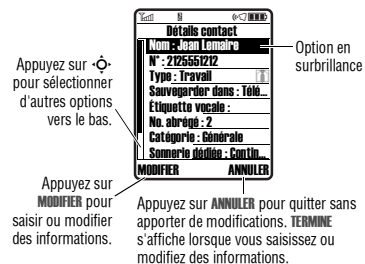 Détails contact
Nom : Jean Lemaire
N° : 2125551212
Type : Travail
Sauvegarder dans : Télé...
Étiquette vocale :
No. abrégé : 2
Catégorie : Générale
Sonnerie dédiée : Contin...
MODIFIER ANNULER
Option en
surbrillance
Appuyez sur
pour sélectionner
d'autres options
vers le bas.
Appuyez sur
MODIFIER pour
saisir ou modifier
des informations.
Appuyez sur ANNULER pour quitter sans
apporter de modifications. TERMINE
s'affiche lorsque vous saisissez ou
modifiez des informations.